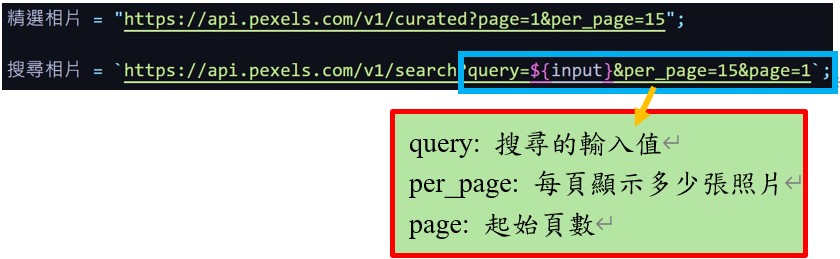 精選相片 = "https://api.pexels.com/v1/curated?page=1&per_page=15";
搜尋相片 = `https://api.pexels.com/v1/search?query=${input}&per_page=15&page=1`;
query: 搜尋的輸入值↵
per_page: 每頁顯示多少張照片↵
page: 起始頁數↵